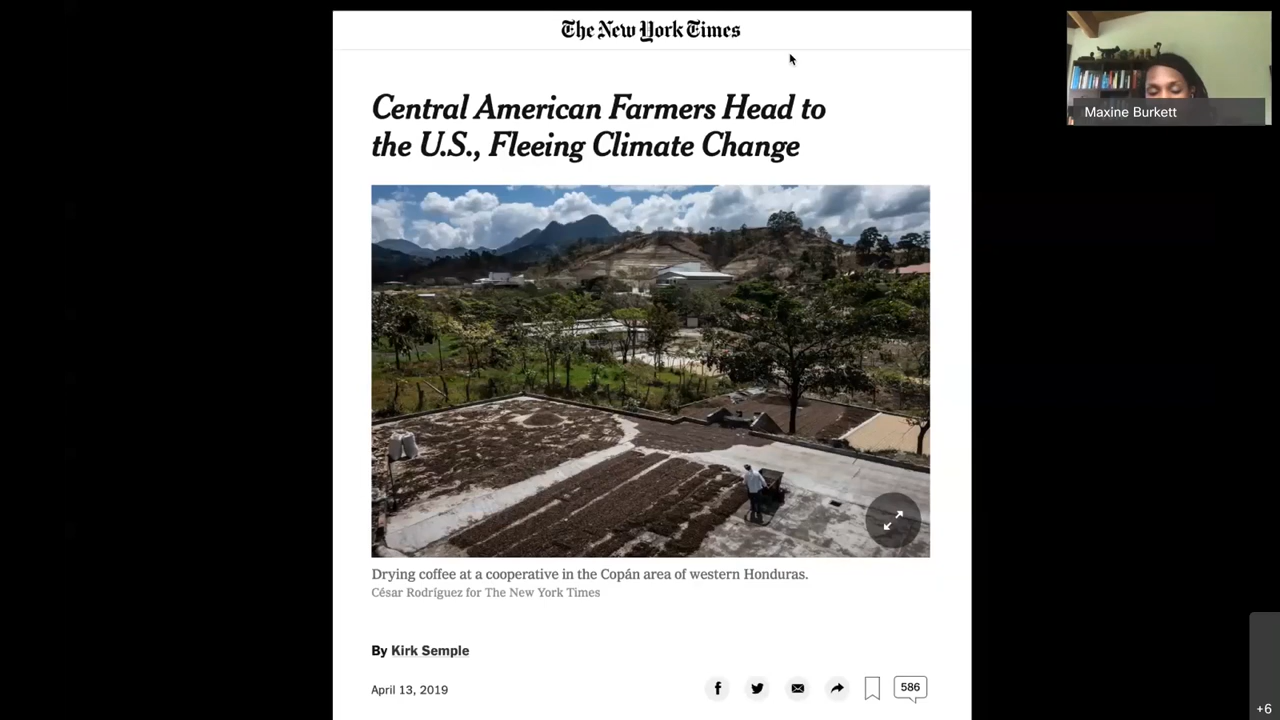 The New York Times
Maxine Burkett
Central American Farmers Head to
the U.S., Fleeing Climate Change
Drying coffee at a cooperative in the Copán area of western Honduras.
César Rodríguez for The New York Times
By Kirk Semple
April 13, 2019
586
+6